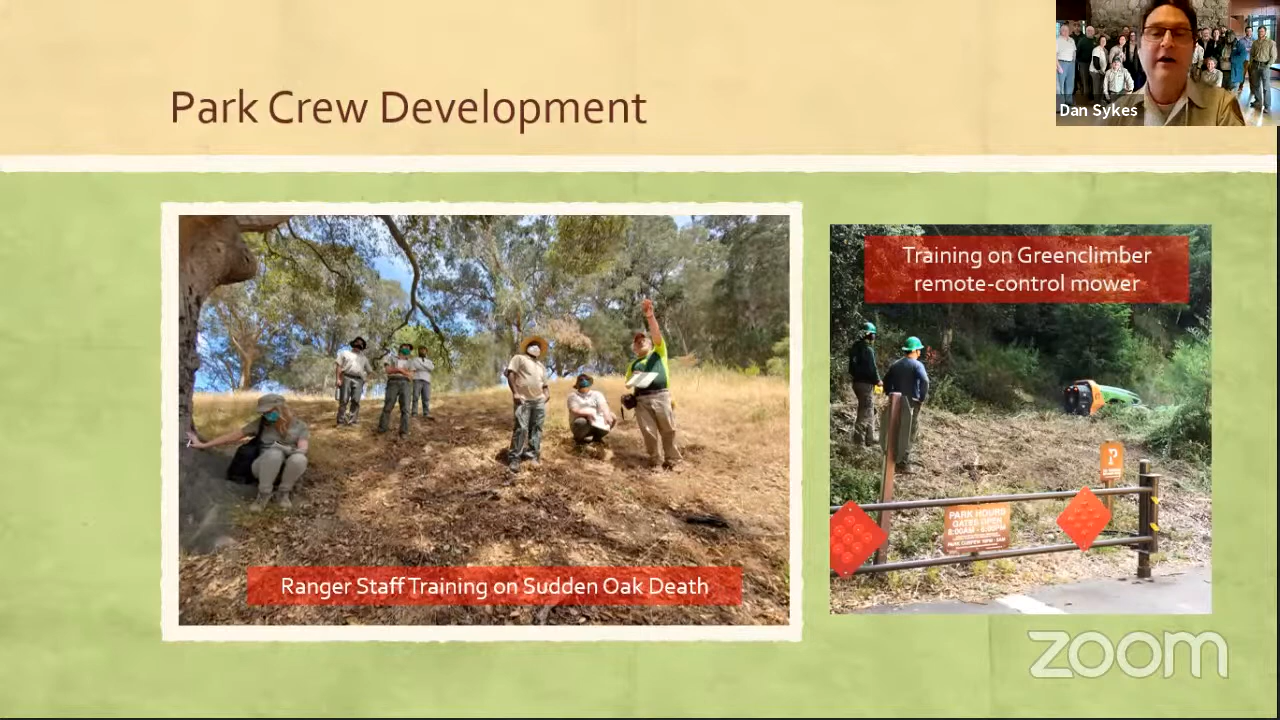 Park Crew Development
Dan Sykes
Training on Greenclimber
remote-control mower
PARK HOURS
GATES OPEN
Ranger Staff Training on Sudden Oak Death
zoom